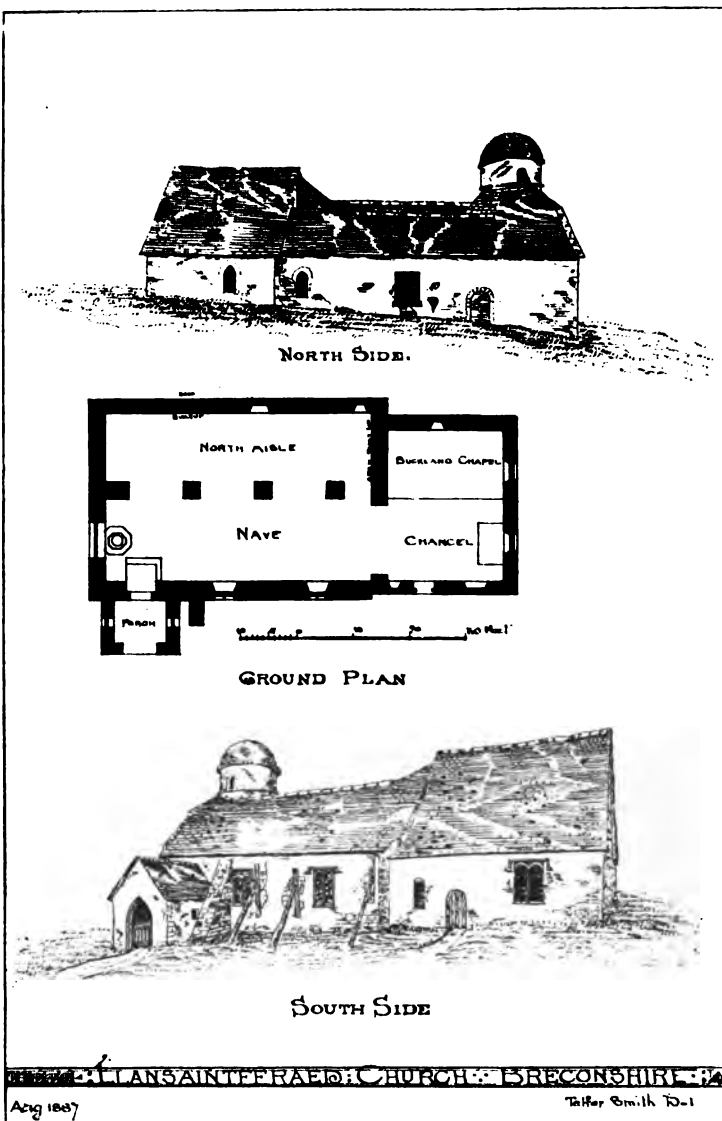 NORTH SIDE.
DOOR
NORTH AISLE
BUCKLAND CHAPEL
NAVE
CHANCEL
PORCH
GROUND PLAN
SOUTH SIDE
LLANSAINTFFRAED : CHURCH : BRECONSHIRE
Aug 1887
Telfer Smith Del